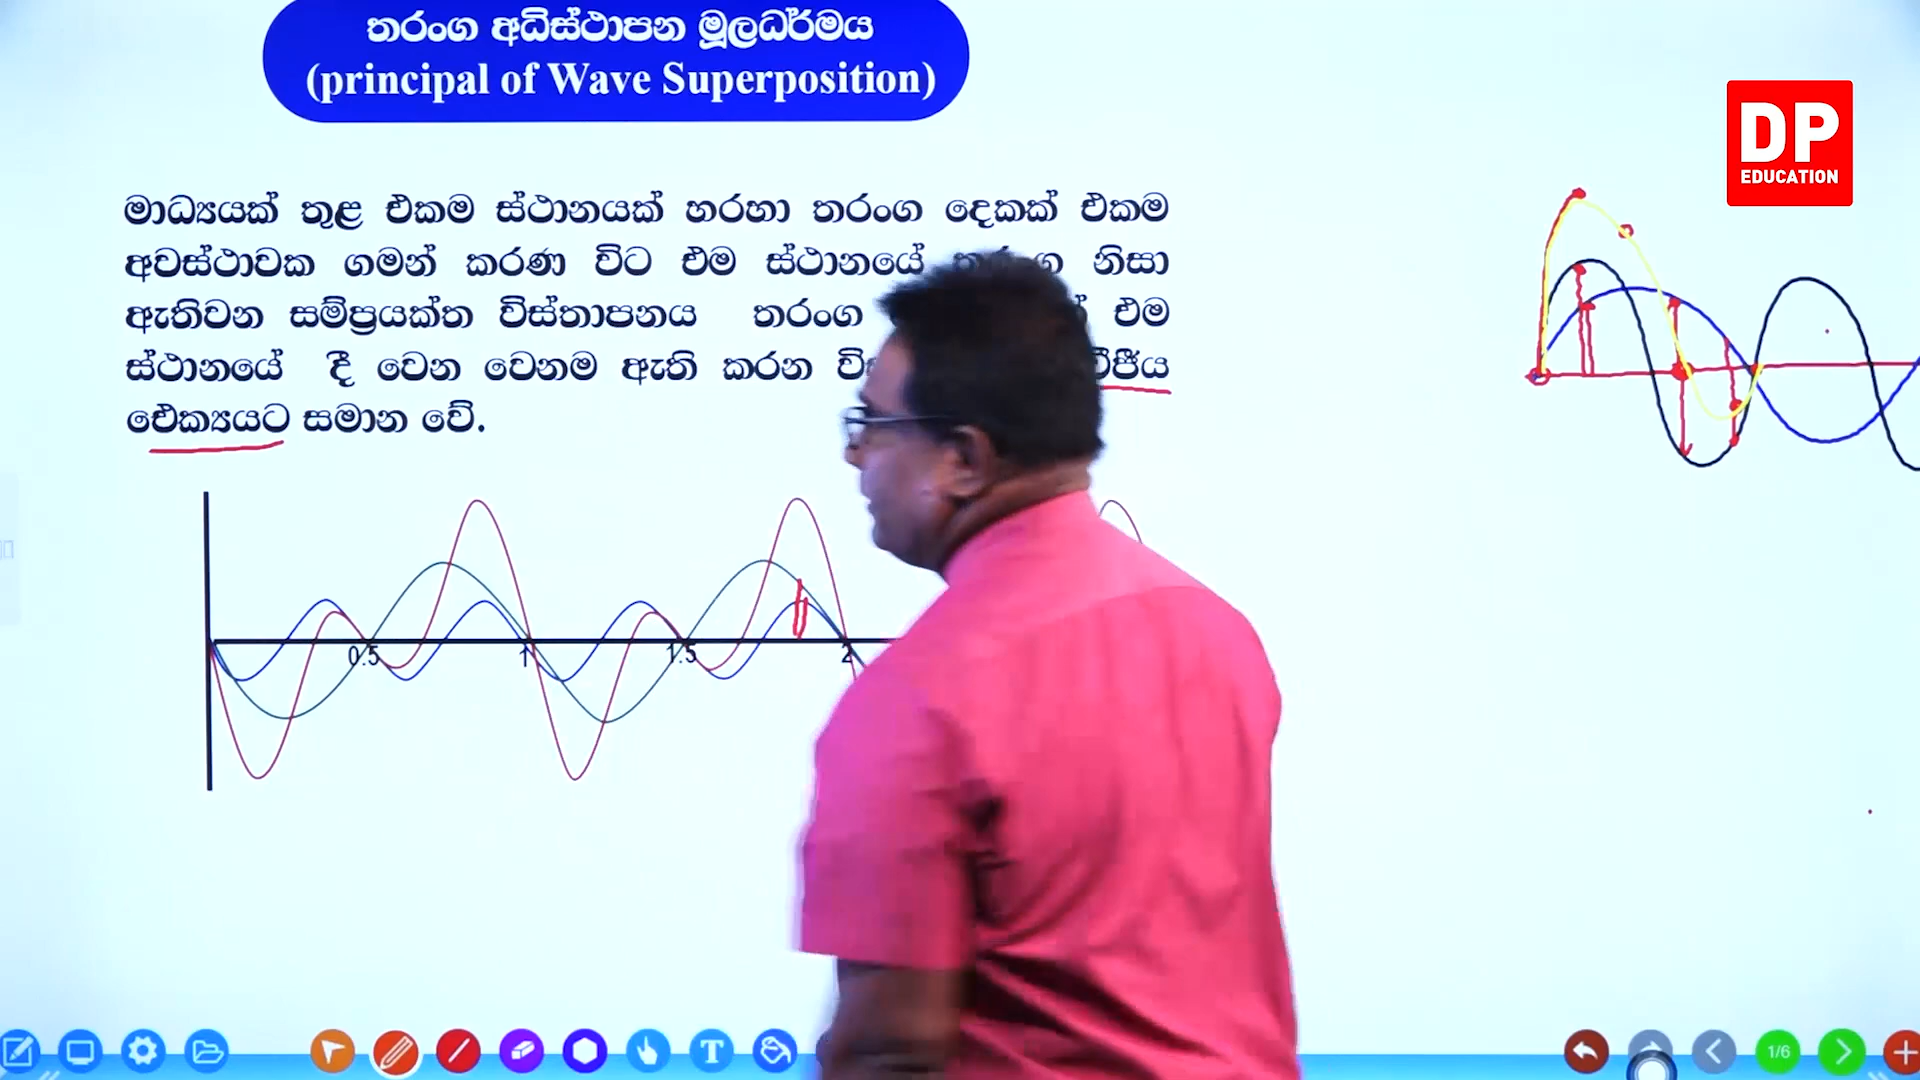 තරංග අධිස්ථාපන මූලධර්මය
(principal of Wave Superposition)
DP
EDUCATION
මාධ්‍යයක් තුළ එකම ස්ථානයක් හරහා තරංග දෙකක් එකම
අවස්ථාවක ගමන් කරණ විට එම ස්ථානයේ නිසා
ඇතිවන සම්ප්‍රයක්ත විස්තාපනය තරංග එම
ස්ථානයේ දී වෙන වෙනම ඇති කරන
ඓක්‍යයට සමාන වේ.
0.5 1 1.5 2
T 1/6